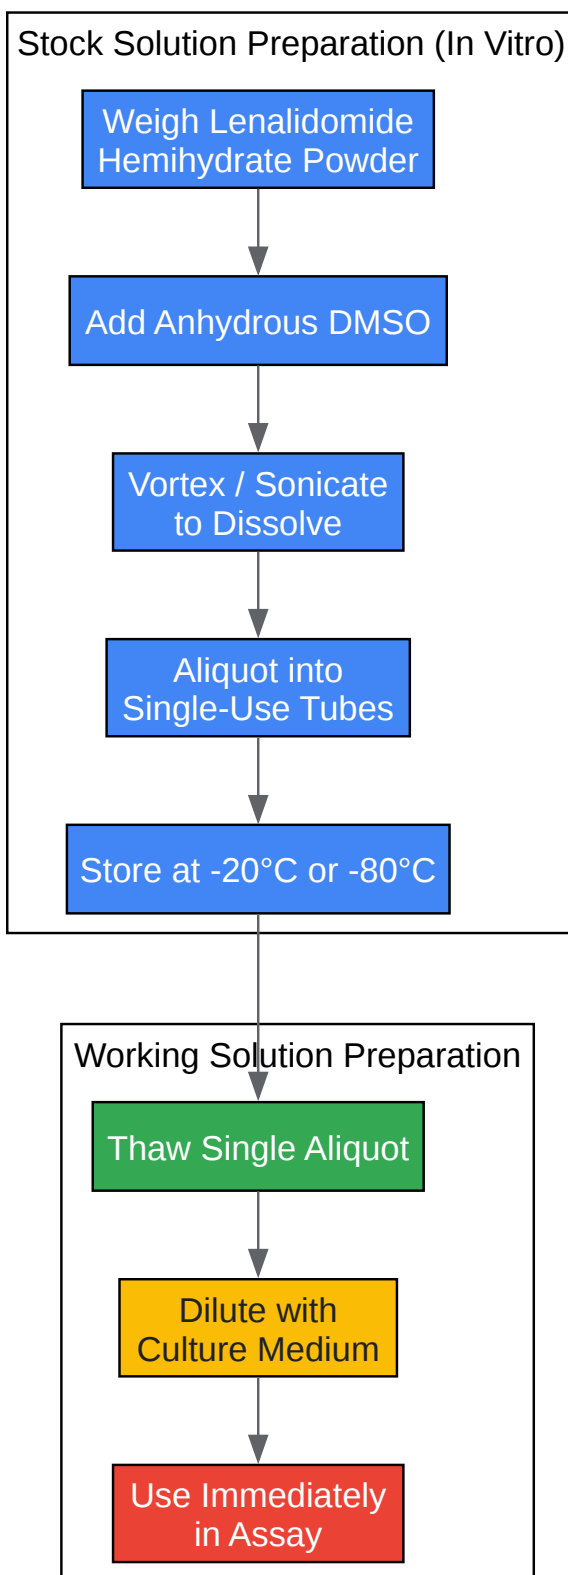 Stock Solution Preparation (In Vitro)
Weigh Lenalidomide
Hemihydrate Powder
Add Anhydrous DMSO
Vortex / Sonicate
to Dissolve
Aliquot into
Single-Use Tubes
Store at -20°C or -80°C
Working Solution Preparation
Thaw Single Aliquot
Dilute with
Culture Medium
Use Immediately
in Assay